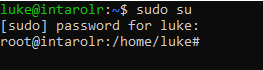 luke@intarolr:~$ sudo su
[sudo] password for luke:
root@intarolr:/home/luke#